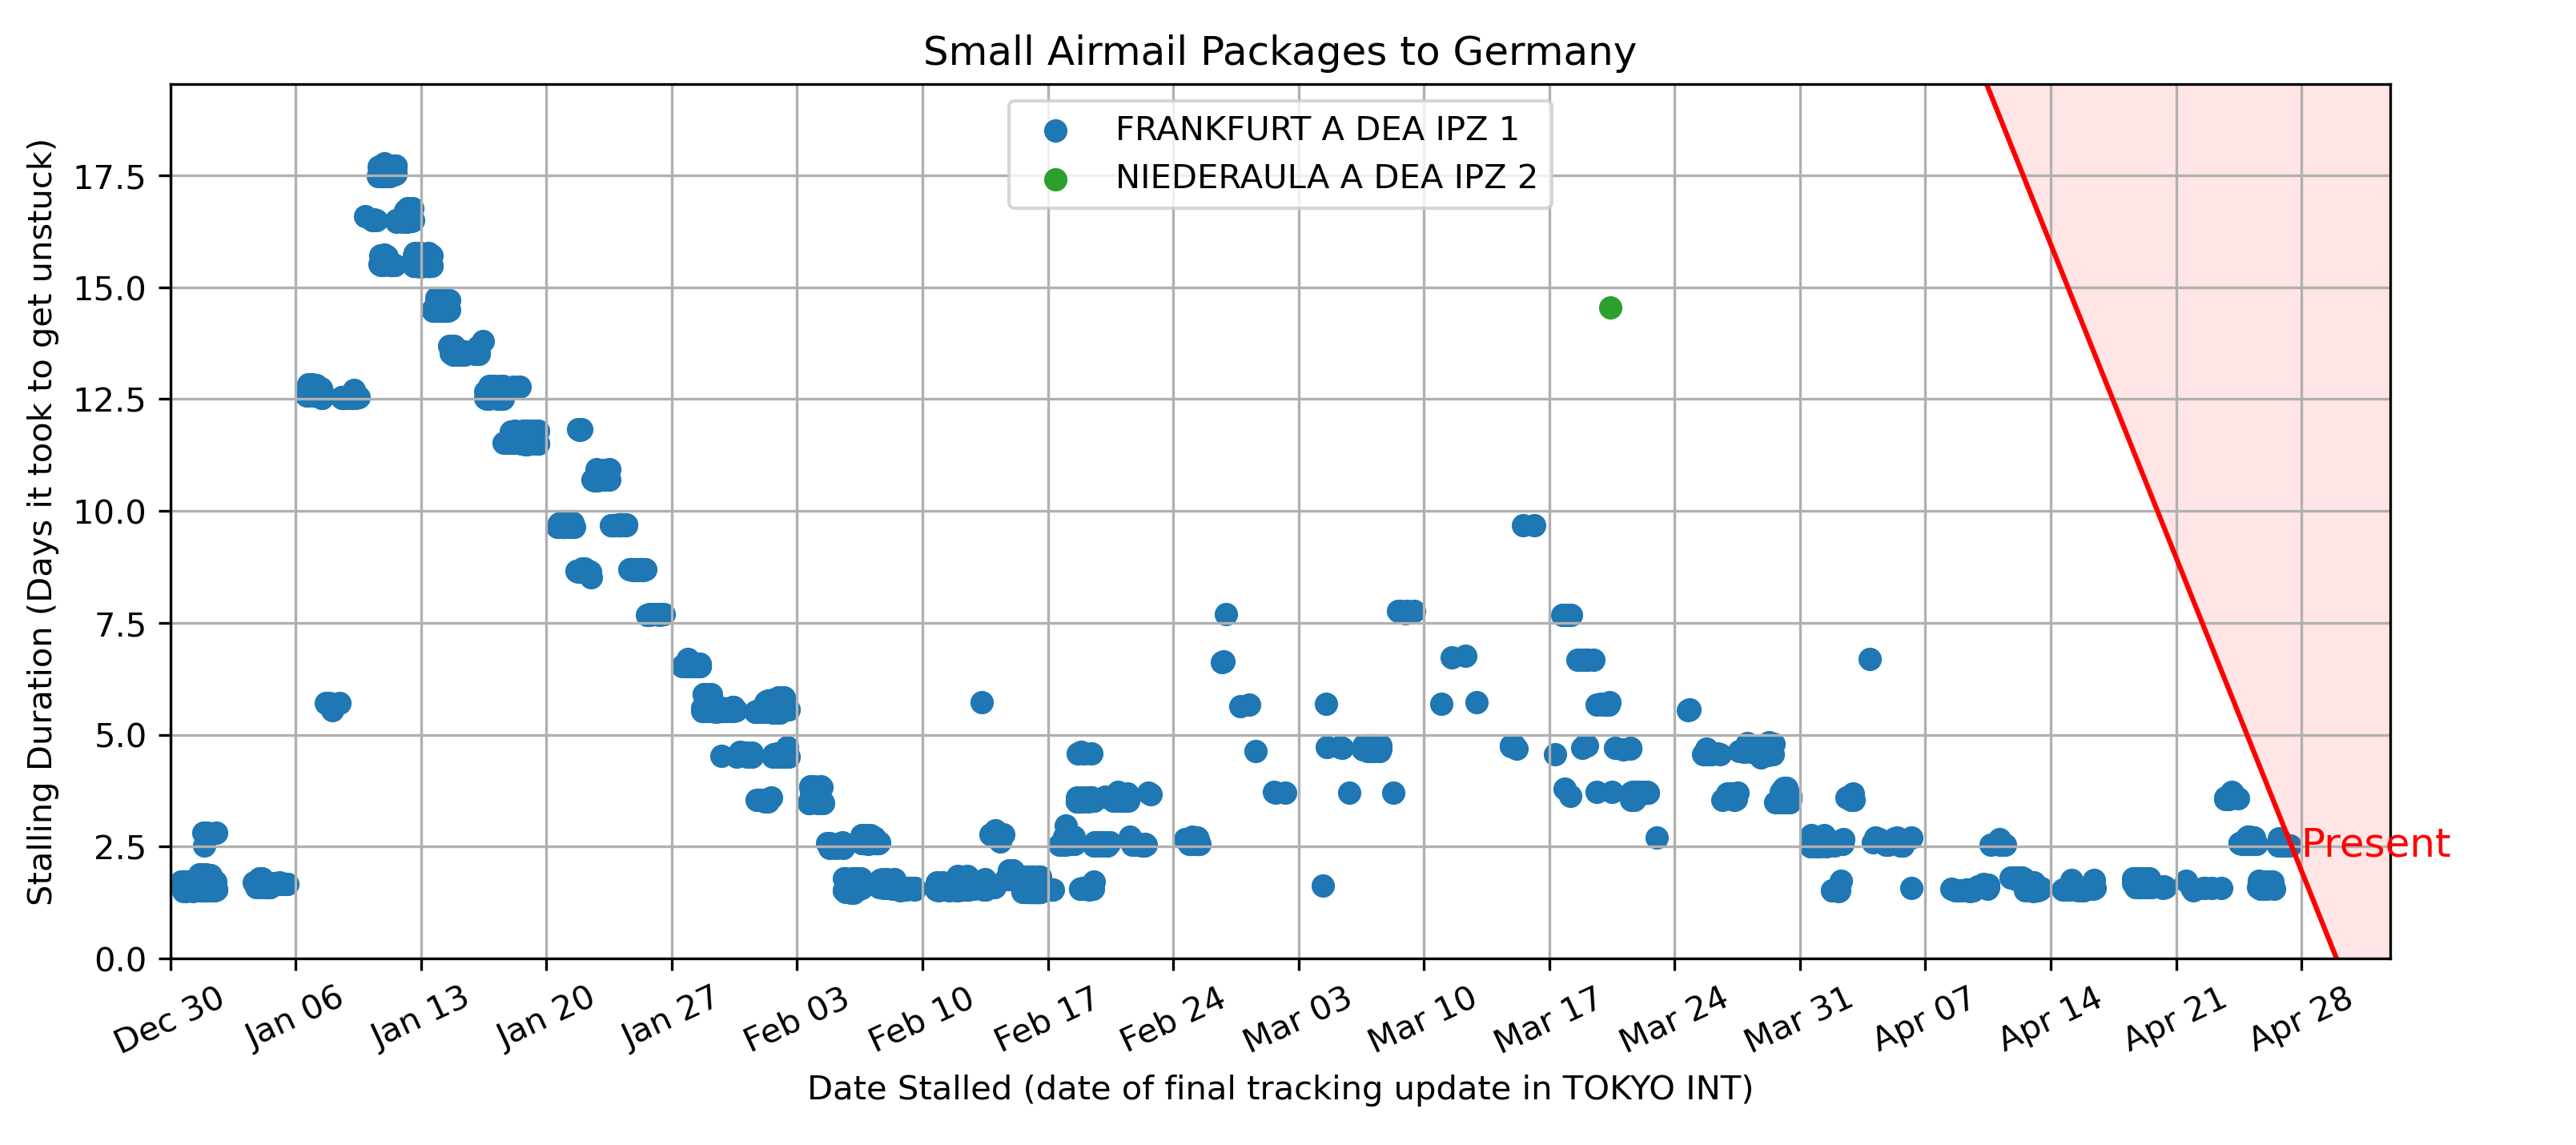 Small Airmail Packages to Germany
FRANKFURT A DEA IPZ 1
NIEDERAULA A DEA IPZ 2
Stalling Duration (Days it took to get unstuck)
17.5
15.0
12.5
10.0
7.5
5.0
2.5
0.0
Present
Dec 30
Jan 06
Jan 13
Jan 20
Jan 27
Feb 03
Feb 10
Feb 17
Feb 24
Mar 03
Mar 10
Mar 17
Mar 24
Mar 31
Apr 07
Apr 14
Apr 21
Apr 28
Date Stalled (date of final tracking update in TOKYO INT)